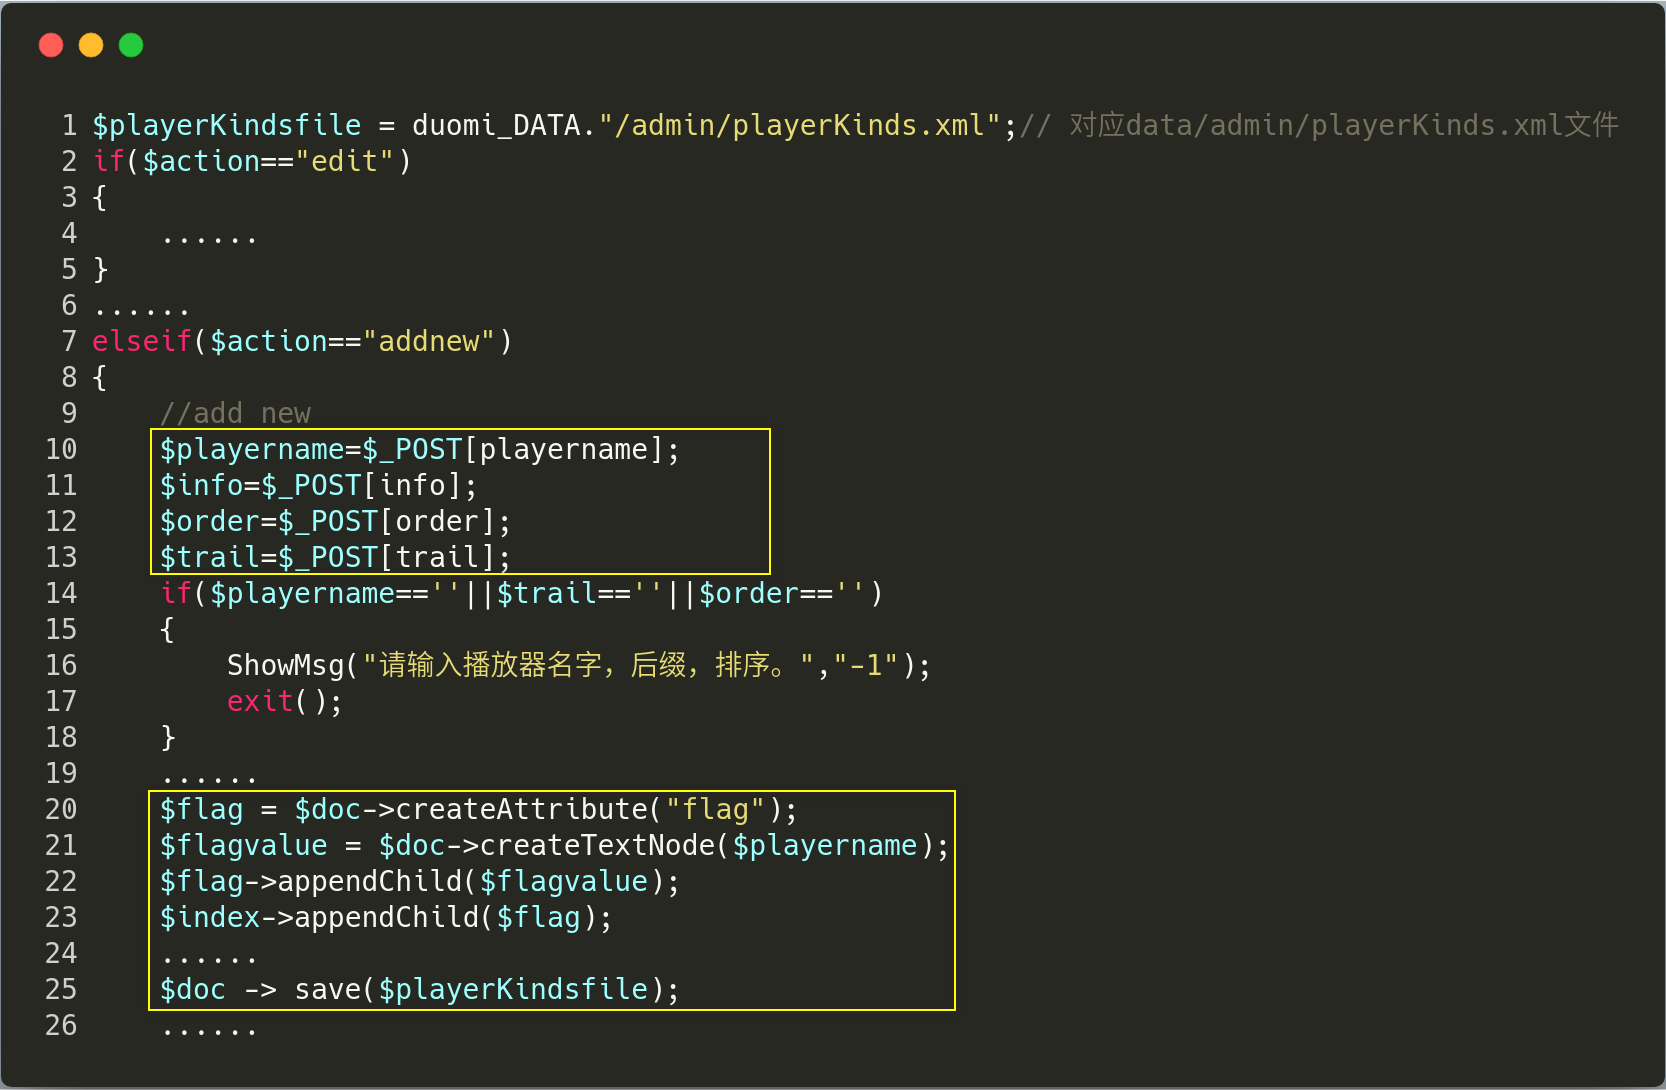 1 $playerKindsfile = duomi_DATA."/admin/playerKinds.xml";// 对应data/admin/playerKinds.xml文件
2 if($action=="edit")
3 {
4     ......
5 }
6 ......
7 elseif($action=="addnew")
8 {
9     //add new
10     $playername=$_POST[playername];
11     $info=$_POST[info];
12     $order=$_POST[order];
13     $trail=$_POST[trail];
14     if($playername==''||$trail==''||$order=='')
15     {
16         ShowMsg("请输入播放器名字，后缀，排序。","-1");
17         exit();
18     }
19     ......
20     $flag = $doc->createAttribute("flag");
21     $flagvalue = $doc->createTextNode($playername);
22     $flag->appendChild($flagvalue);
23     $index->appendChild($flag);
24     ......
25     $doc -> save($playerKindsfile);
26     ......